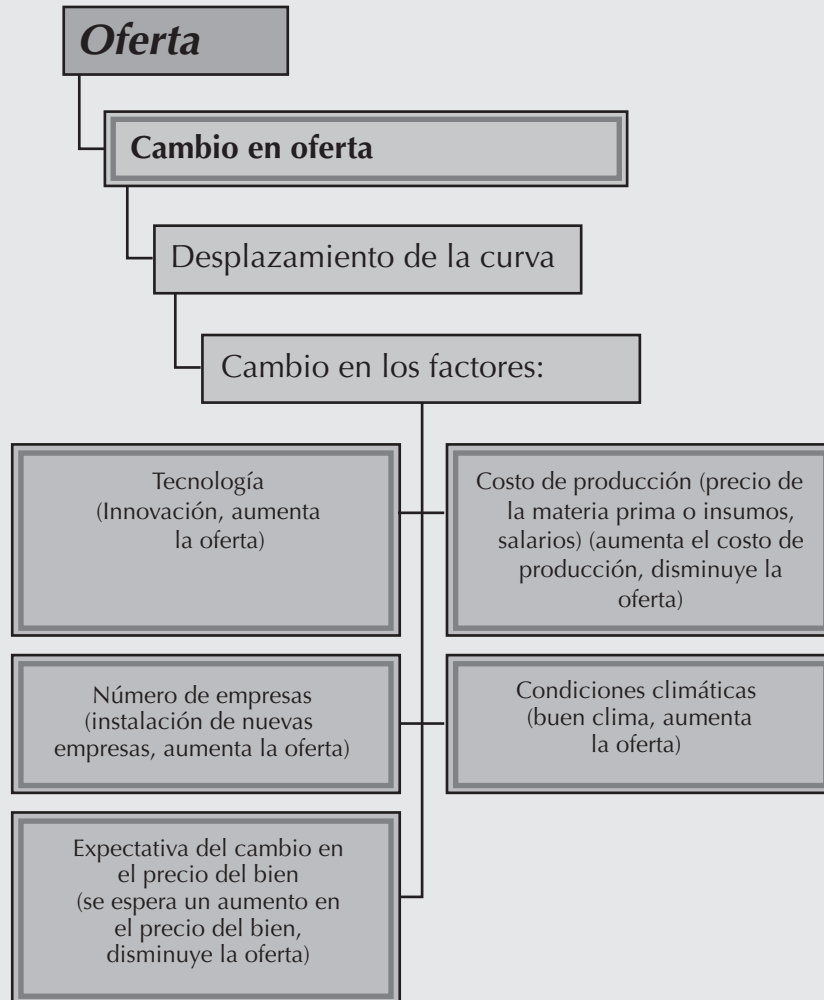 Oferta
Cambio en oferta
Desplazamiento de la curva
Cambio en los factores:
Tecnología
(Innovación, aumenta
la oferta)
Costo de producción (precio de
la materia prima o insumos,
salarios) (aumenta el costo de
producción, disminuye la
oferta)
Número de empresas
(instalación de nuevas
empresas, aumenta la oferta)
Condiciones climáticas
(buen clima, aumenta
la oferta)
Expectativa del cambio en
el precio del bien
(se espera un aumento en
el precio del bien,
disminuye la oferta)